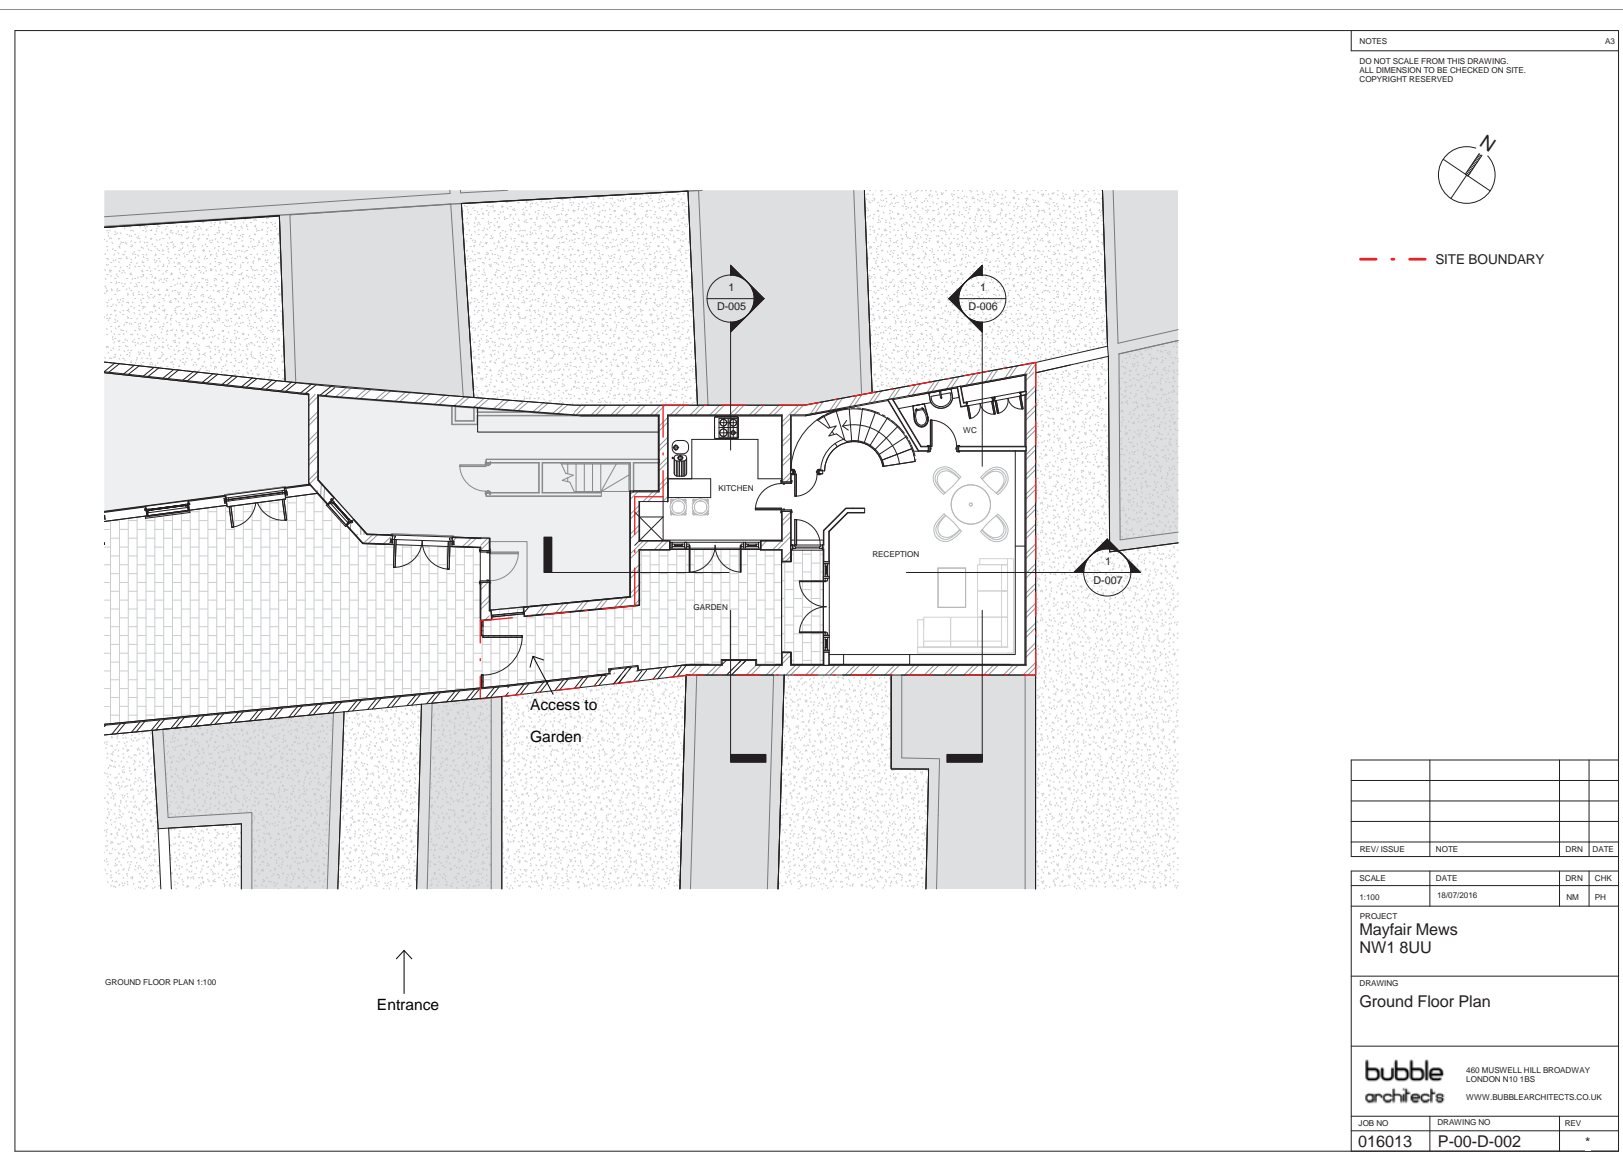 NOTES A3
DO NOT SCALE FROM THIS DRAWING.
ALL DIMENSION TO BE CHECKED ON SITE.
COPYRIGHT RESERVED
N
SITE BOUNDARY
1
D-005
1
D-006
WC
KITCHEN
RECEPTION
1
D-007
GARDEN
Access to
Garden
GROUND FLOOR PLAN 1:100
Entrance
REV/ ISSUE NOTE DRN DATE
SCALE DATE DRN CHK
1:100 18/07/2016 NM PH
PROJECT
Mayfair Mews
NW1 8UU
DRAWING
Ground Floor Plan
bubble
architects
460 MUSWELL HILL BROADWAY
LONDON N10 1BS
WWW.BUBBLEARCHITECTS.CO.UK
JOB NO DRAWING NO REV
016013 P-00-D-002 *